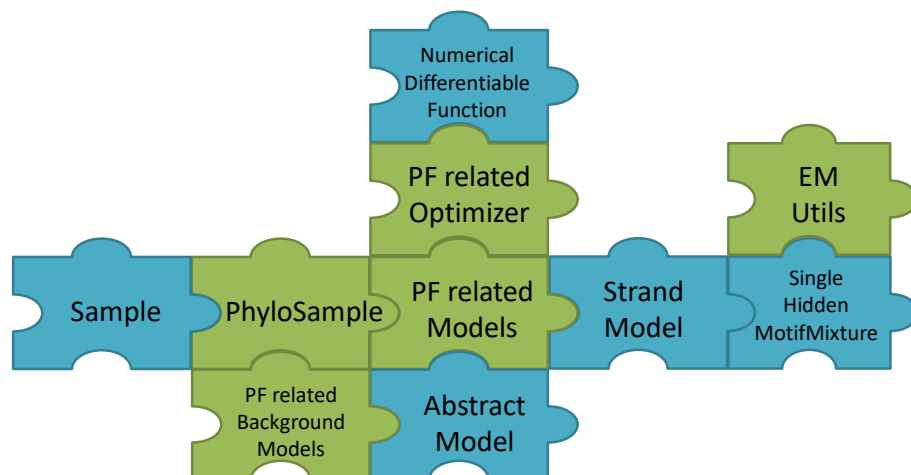 Numerical
Differentiable
Function
PF related
Optimizer
EM
Utils
Sample
PhyloSample
PF related
Models
Strand
Model
Single
Hidden
MotifMixture
PF related
Background
Models
Abstract
Model